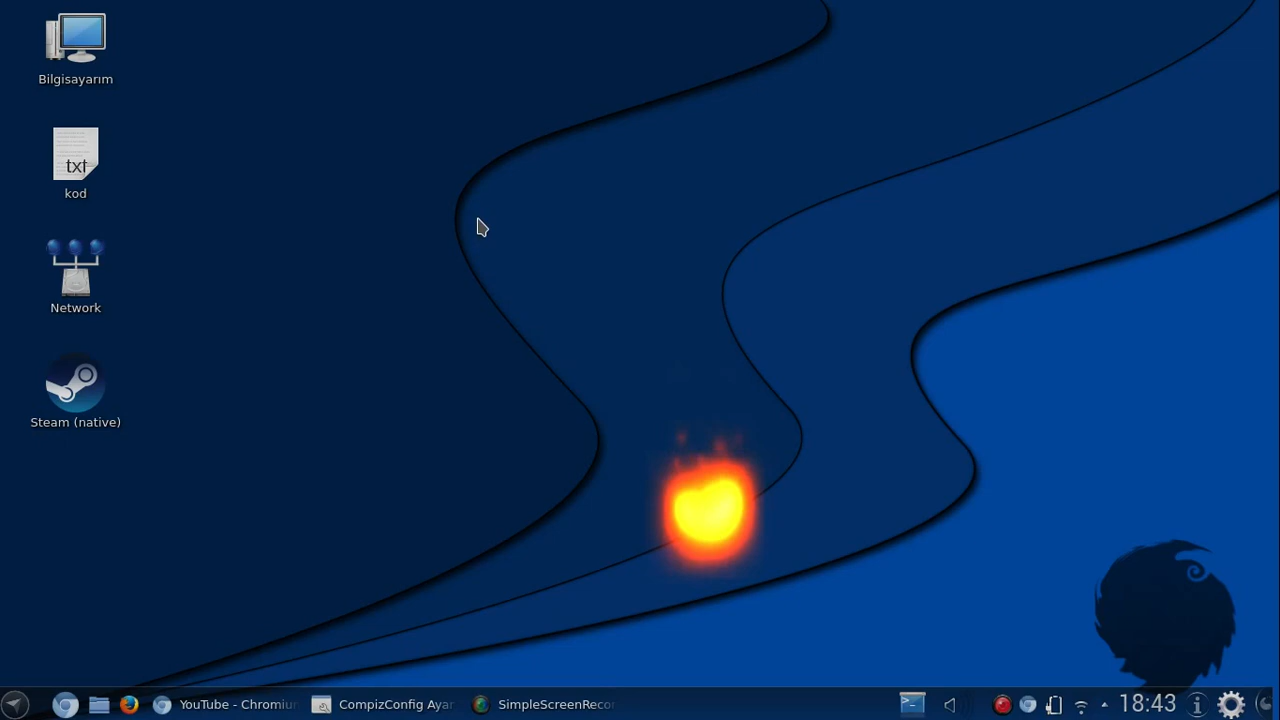 Bilgisayarım
txt
kod
Network
Steam (native)
YouTube - Chromiu
CompizConfig Ayar
SimpleScreenReco
18:43